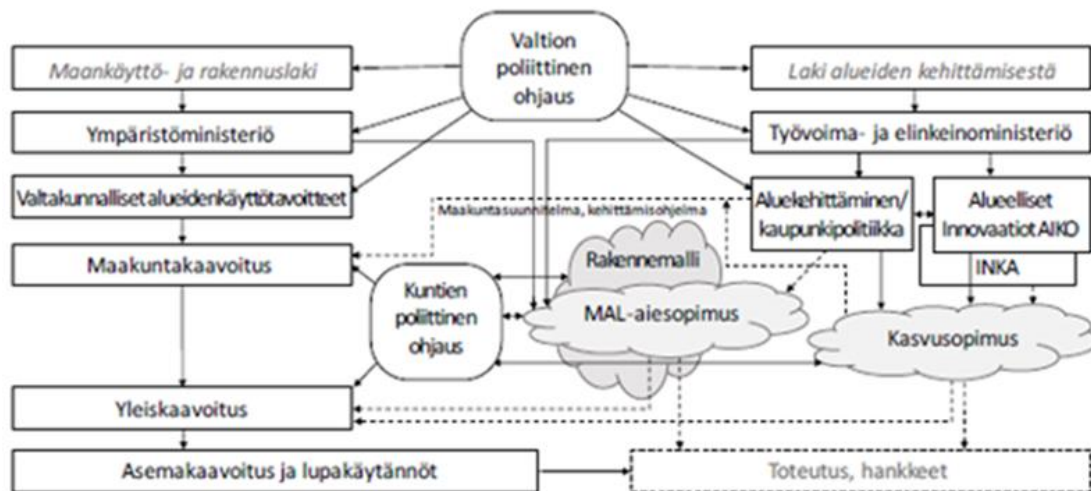 Valtion
poliittinen
ohjaus
Maankäyttö- ja rakennuslaki
Laki alueiden kehittämisestä
Ympäristöministeriö
Työvoima- ja elinkeinoministeriö
Valtakunnalliset alueidenkäyttötavoitteet
Maakuntasuunnitelma, kehittämisohjelma
Aluekehittäminen/
kaupunkipolitiikka
Alueelliset
Innovaatiot AIKO
INKA
Maakuntakaavoitus
Rakennemalli
Kuntien
poliittinen
ohjaus
MAL-aiesopimus
Kasvusopimus
Yleiskaavoitus
Asemakaavoitus ja lupakäytännöt
Toteutus, hankkeet